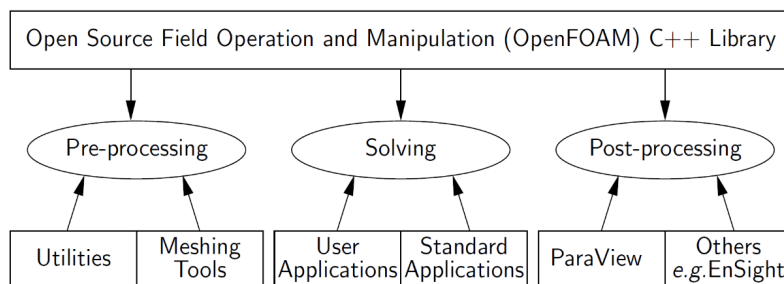 Open Source Field Operation and Manipulation (OpenFOAM) C++ Library
Pre-processing
Solving
Post-processing
Utilities
Meshing
Tools
User
Applications
Standard
Applications
ParaView
Others
e.g.EnSight